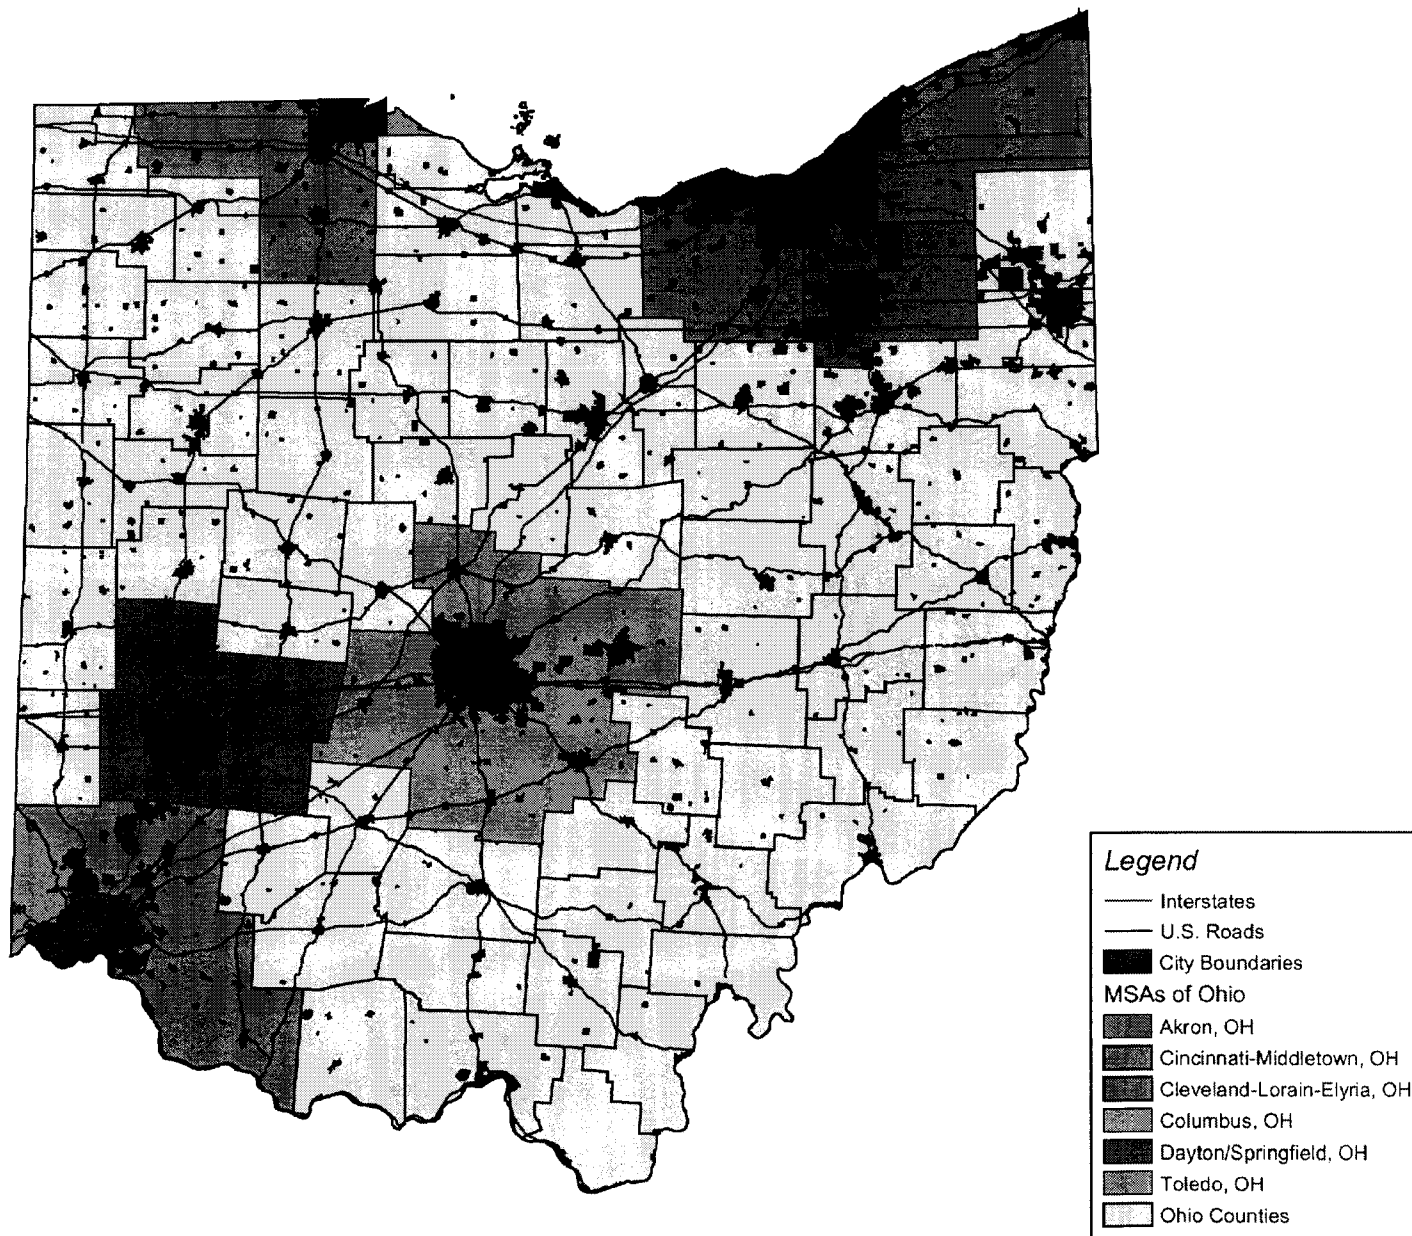 Legend
Interstates
U.S. Roads
City Boundaries
MSAs of Ohio
Akron, OH
Cincinnati-Middletown, OH
Cleveland-Lorain-Elyria, OH
Columbus, OH
Dayton/Springfield, OH
Toledo, OH
Ohio Counties